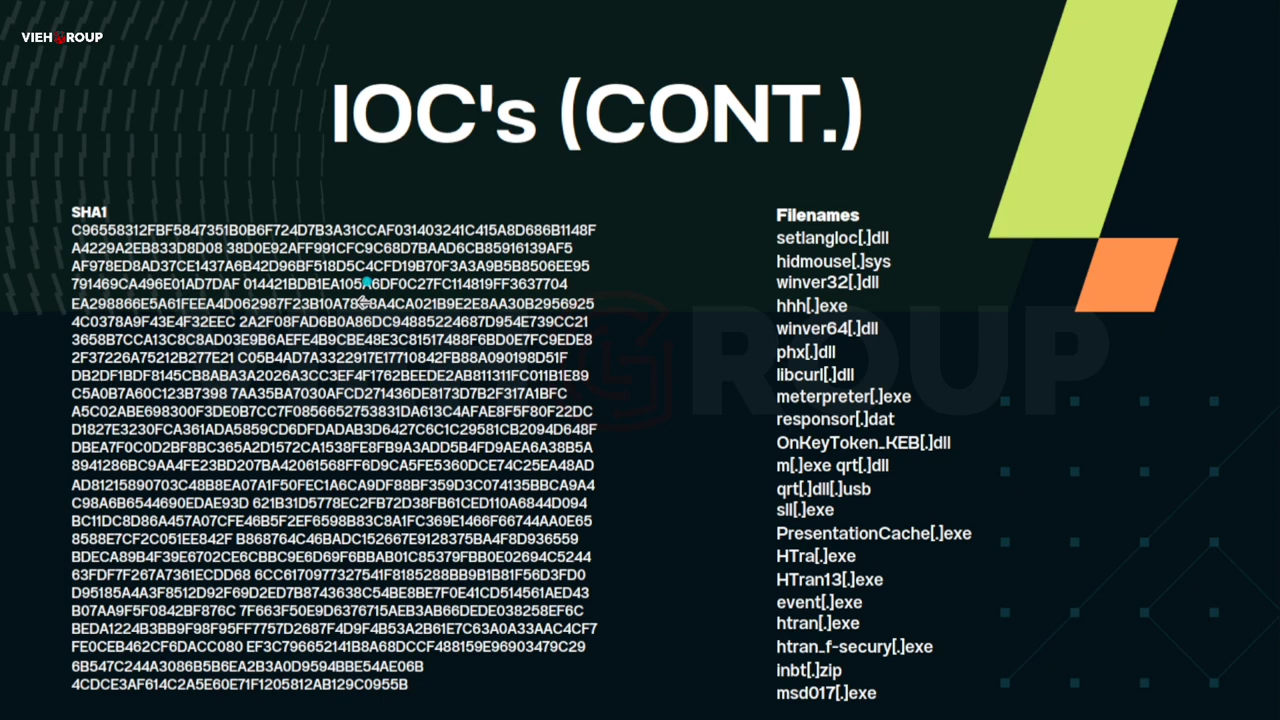 VIEH GROUP
IOC's (CONT.)
SHA1
C96558312FBF5847351B0B6F724D7B3A31CCAF031403241C415A8D686B1148F
A4229A2EB833D8D08 38D0E92AFF991CFC9C68D7BAAD6CB85916139AF5
AF978ED8AD37CE1437A6B42D96BF518D5C4CFD19B70F3A3A9B5B8506EE95
791469CA496E01AD7DAF 014421BDB1EA105A6DF0C27FC114819FF3637704
EA298806E5A61FEEA4D062987F23B10A78 8A4CA021B9E2E8AA30B2956925
4C0378A9F43E4F32EEC 2A2F08FAD6B0A86DC94885224687D954E739CC21
3658B7CCA13C8C8AD03E9B6AEFE4B9CBE48E3C81517488F6BD0E7FC9EDE8
2F37226A75212B277E21 C05B4AD7A3322917E17710842FB88A090198D51F
DB2DF1BDF8145CB8ABA3A2026A3CC3EF4F1762BEEDE2AB811311FC011B1E89
C5A0B7A60C123B7398 7AA35BA7030AFCD271436DE8173D7B2F317A1BFC
A5C02ABE698300F3DE0B7CC7F0856652753831DA613C4AFAE8F5F80F22DC
D1827E3230FCA361ADA5859CD6DFDADAB3D6427C6C1C29581CB2094D648F
DBEA7F0C0D2BF8BC365A2D1572CA1538FE8FB9A3ADD5B4FD9AEA6A38B5A
8941286BC9AA4FE23BD207BA42061568FF6D9CA5FE5360DCE74C25EA48AD
AD81215890703C48B8EA07A1F50FEC1A6CA9DF88BF359D3C074135BBCA9A4
C98A6B6544690EDAE93D 621B31D5778EC2FB72D38FB61CED110A6844D094
BC11DC8D86A457A07CFE46B5F2EF6598B83C8A1FC369E1466F66744AA0E65
8588E7CF2C051EE842F B868764C46BADC152667E9128375BA4F8D936559
BDECA89B4F39E6702CE6CBBC9E6D69F6BBAB01C85379FBB0E02694C5244
63FDF7F267A7361ECDD68 6CC6170977327541F8185288BB9B1B81F56D3FD0
D95185A4A3F8512D92F69D2ED7B8743638C54BE8BE7F0E41CD514561AED43
B07AA9F5F0842BF876C 7F663F50E9D6376715AEB3AB66DEDE038258EF6C
BEDA1224B3BB9F98F95FF7757D2687F4D9F4B53A2B61E7C63A0A33AAC4CF7
FE0CEB462CF6DACC080 EF3C796652141B8A68DCCF488159E96903479C29
6B547C244A3086B5B6EA2B3A0D9594BBE54AE06B
4CDCE3AF614C2A5E60E71F1205812AB129C0955B
Filenames
setlangloc[.]dll
hidmouse[.]sys
winver32[.]dll
hhh[.]exe
winver64[.]dll
phx[.]dll
libcurl[.]dll
meterpreter[.]exe
responsor[.]dat
OnKeyToken_KEB[.]dll
m[.]exe qrt[.]dll
qrt[.]dll[.]usb
sll[.]exe
PresentationCache[.]exe
HTra[.]exe
HTran13[.]exe
event[.]exe
htran[.]exe
htran_f-secury[.]exe
inbt[.]zip
msd017[.]exe
GROUP